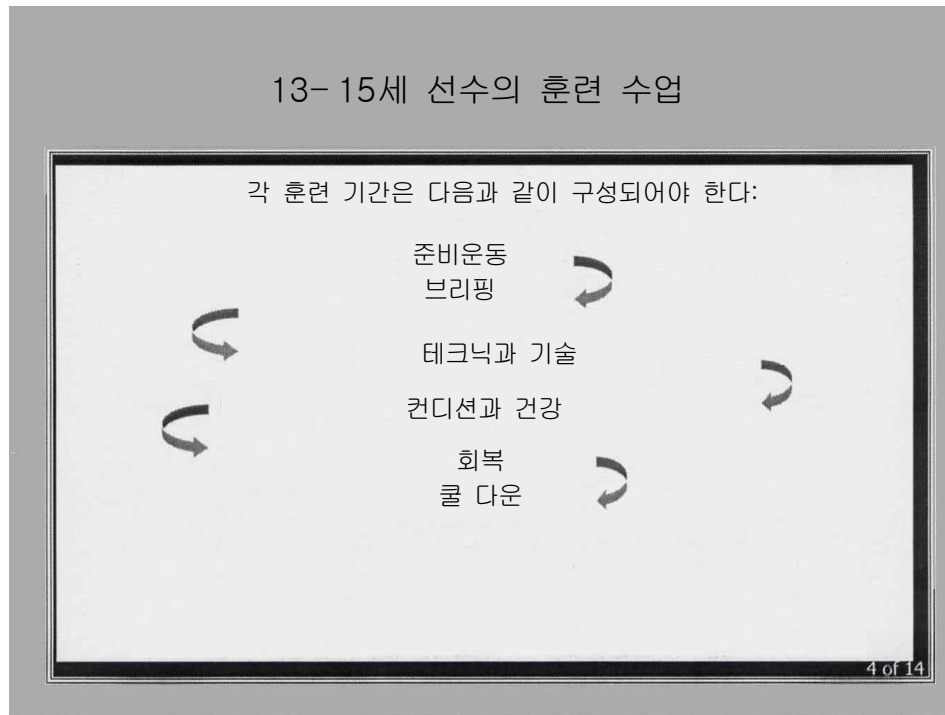 13-15세 선수의 훈련 수업
각 훈련 기간은 다음과 같이 구성되어야 한다:
준비운동
브리핑
테크닉과 기술
컨디션과 건강
회복
쿨 다운
4 of 14